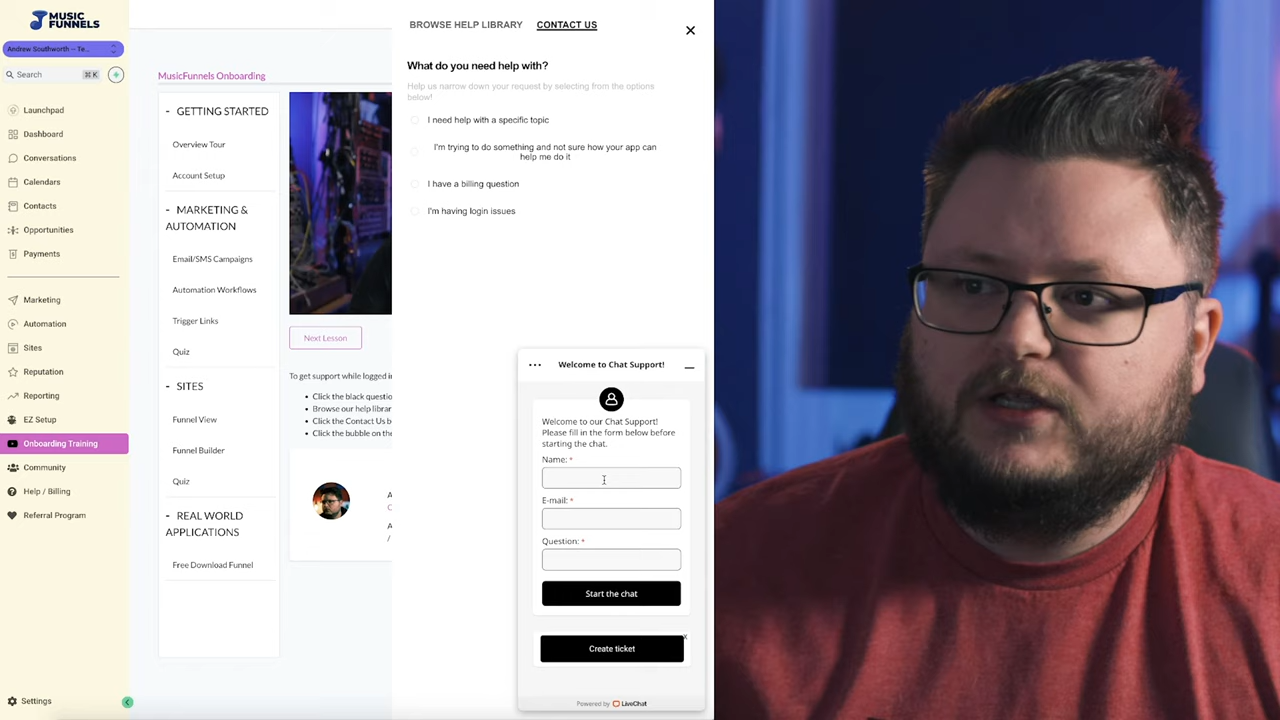 MUSIC
FUNNELS
Andrew Southworth -- Te...
Search
⌘K
Launchpad
Dashboard
Conversations
Calendars
Contacts
Opportunities
Payments
Marketing
Automation
Sites
Reputation
Reporting
EZ Setup
Onboarding Training
Community
Help / Billing
Referral Program
Settings
MusicFunnels Onboarding
- GETTING STARTED
Overview Tour
Account Setup
- MARKETING &
AUTOMATION
Email/SMS Campaigns
Automation Workflows
Trigger Links
Quiz
- SITES
Funnel View
Funnel Builder
Quiz
- REAL WORLD
APPLICATIONS
Free Download Funnel
Next Lesson
To get support while logged i
• Click the black questio
• Browse our help librar
• Click the Contact Us b
• Click the bubble on the
A
A
/
BROWSE HELP LIBRARY
CONTACT US
What do you need help with?
Help us narrow down your request by selecting from the options
below!
I need help with a specific topic
I'm trying to do something and not sure how your app can
help me do it
I have a billing question
I'm having login issues
Welcome to Chat Support!
Welcome to our Chat Support!
Please fill in the form below before
starting the chat.
Name: *
E-mail: *
Question: *
Start the chat
x
Create ticket
Powered by LiveChat